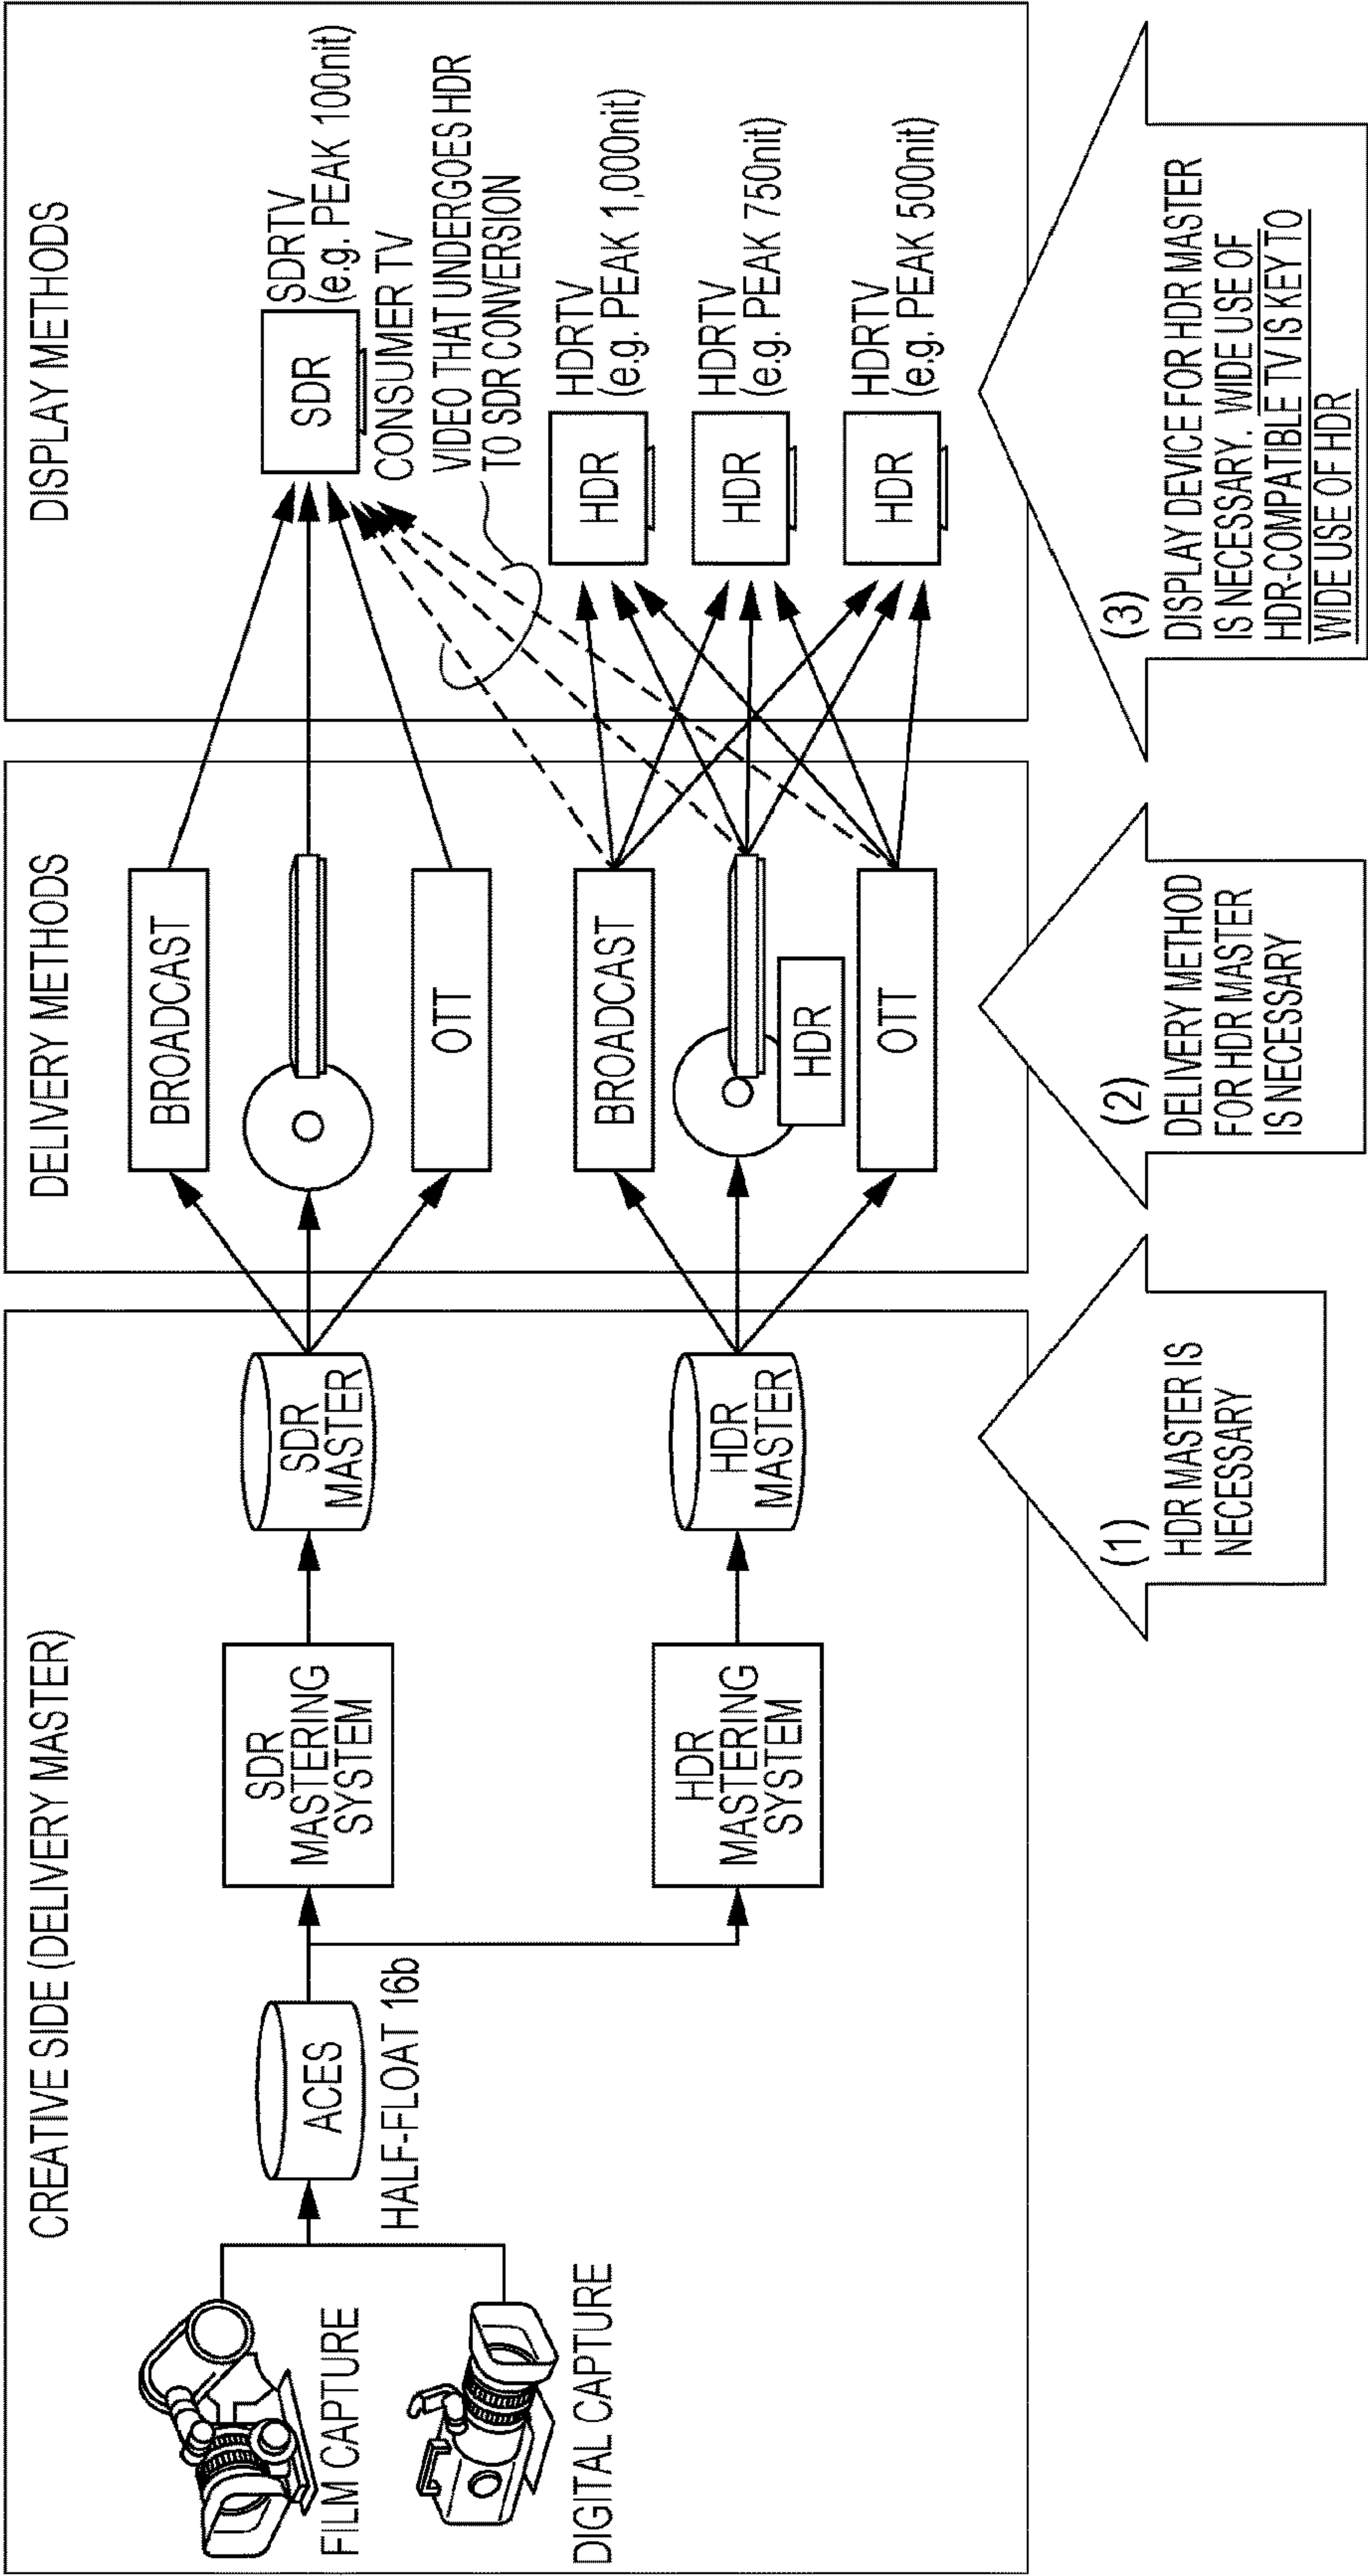 CREATIVE SIDE (DELIVERY MASTER)
FILM CAPTURE
DIGITAL CAPTURE
ACES
HALF-FLOAT 16b
SDR
MASTERING
SYSTEM
SDR
MASTER
HDR
MASTERING
SYSTEM
HDR
MASTER
DELIVERY METHODS
BROADCAST
OTT
BROADCAST
HDR
OTT
DISPLAY METHODS
SDR
SDRTV
(e.g. PEAK 100nit)
CONSUMER TV
VIDEO THAT UNDERGOES HDR
TO SDR CONVERSION
HDR
HDRTV
(e.g. PEAK 1,000nit)
HDR
HDRTV
(e.g. PEAK 750nit)
HDR
HDRTV
(e.g. PEAK 500nit)
(1)
HDR MASTER IS
NECESSARY
(2)
DELIVERY METHOD
FOR HDR MASTER
IS NECESSARY
(3)
DISPLAY DEVICE FOR HDR MASTER
IS NECESSARY. WIDE USE OF
HDR-COMPATIBLE TV IS KEY TO
WIDE USE OF HDR